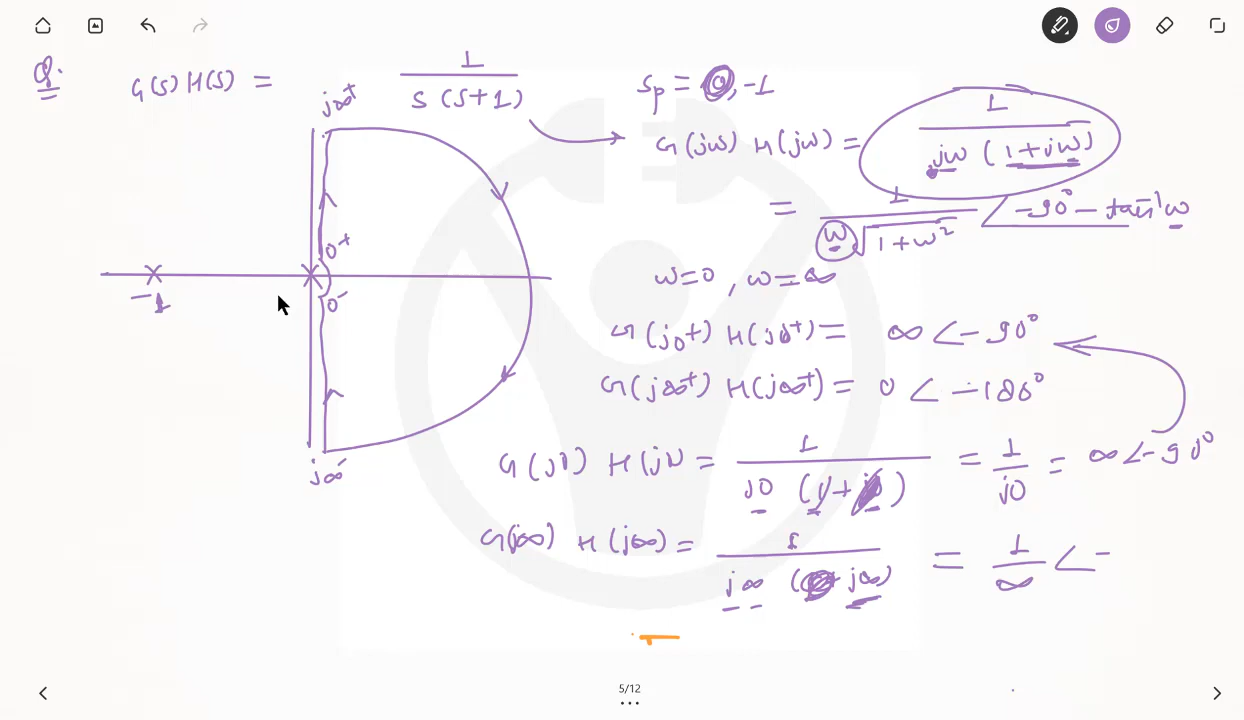 Q. G(s)H(s) = 1 / s(s+1)
Sp = 0, -1
G(jω) H(jω) = 1 / jω (1+jω)
= 1 / ω√1+ω² ∠-90° - tan⁻¹ω
ω=0, ω=∞
G(j0+) H(j0+) = ∞ ∠-90°
G(j∞+) H(j∞+) = 0 ∠-180°
G(j0) H(j0) = 1 / j0 (1+j0) = 1 / j0 = ∞∠-90°
G(j∞) H(j∞) = 1 / j∞ ( j∞) = 1 / ∞ ∠-
j∞+
0+
-1
0-
j∞-
5/12